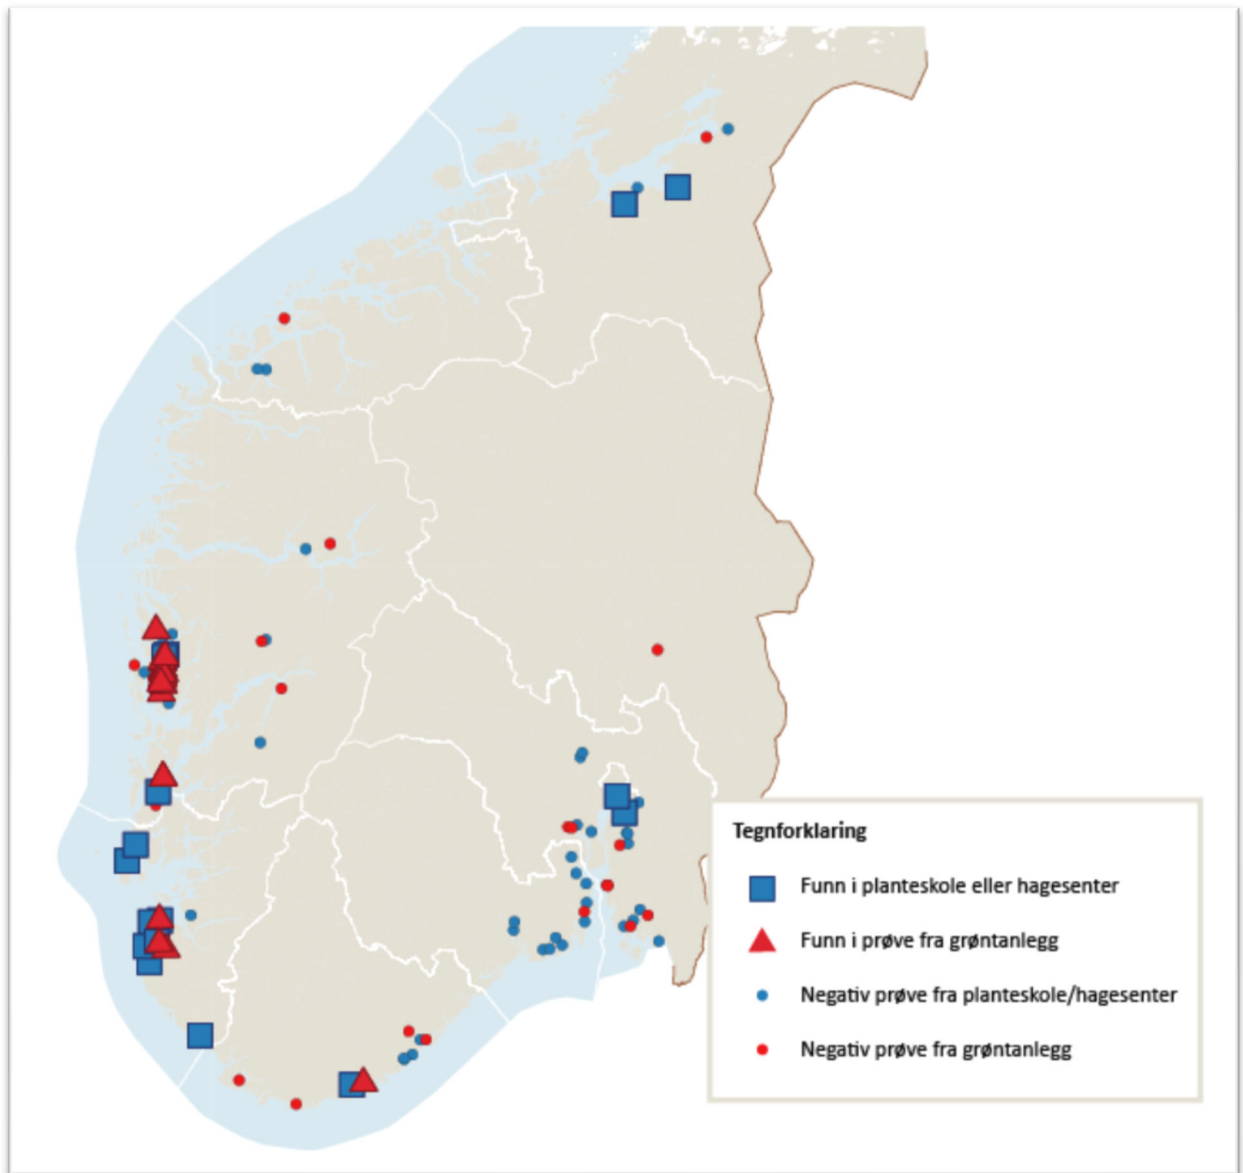 Tegnforklaring
Funn i planteskole eller hagesenter
Funn i prøve fra grøntanlegg
Negativ prøve fra planteskole/hagesenter
Negativ prøve fra grøntanlegg